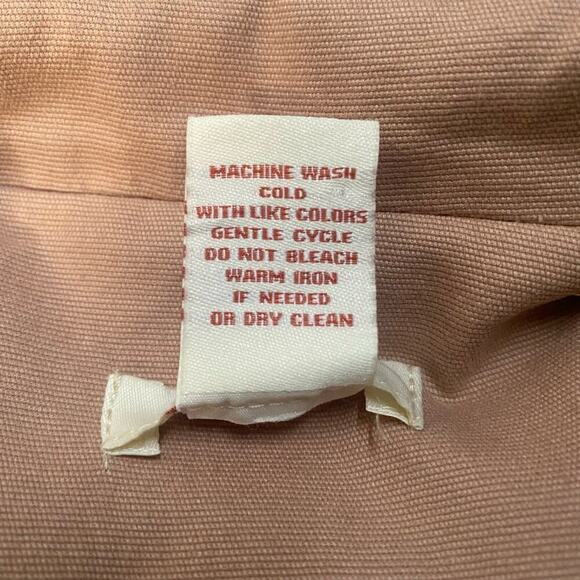 MACHINE WASH
COLD
WITH LIKE COLORS
GENTLE CYCLE
DO NOT BLEACH
WARM IRON
IF NEEDED
OR DRY CLEAN